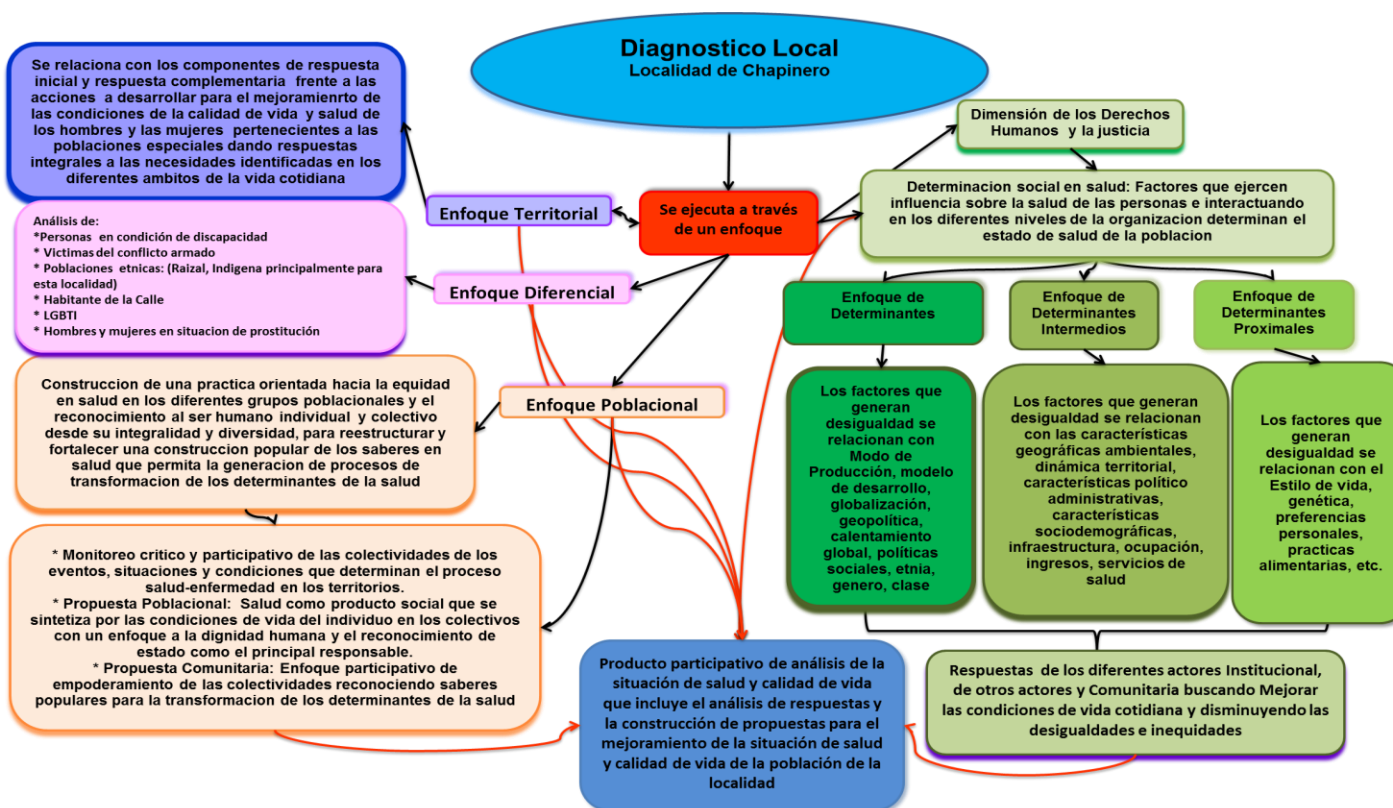 Diagnostico Local
Localidad de Chapinero
Se relaciona con los componentes de respuesta
inicial y respuesta complementaria frente a las
acciones a desarrollar para el mejoramienrto de
las condiciones de la calidad de vida y salud de
los hombres y las mujeres pertenecientes a las
poblaciones especiales dando respuestas
integrales a las necesidades identificadas en los
diferentes ambitos de la vida cotidiana
Dimensión de los Derechos
Humanos y la justicia
Enfoque Territorial
Se ejecuta a través
de un enfoque
Determinacion social en salud: Factores que ejercen
influencia sobre la salud de las personas e interactuando
en los diferentes niveles de la organizacion determinan el
estado de salud de la poblacion
Análisis de:
*Personas en condición de discapacidad
* Victimas del conflicto armado
* Poblaciones etnicas: (Raizal, Indigena principalmente para
esta localidad)
* Habitante de la Calle
* LGBTI
* Hombres y mujeres en situacion de prostitución
Enfoque Diferencial
Enfoque de
Determinantes
Enfoque de
Determinantes
Intermedios
Enfoque de
Determinantes
Proximales
Construccion de una practica orientada hacia la equidad
en salud en los diferentes grupos poblacionales y el
reconocimiento al ser humano individual y colectivo
desde su integralidad y diversidad, para reestructurar y
fortalecer una construccion popular de los saberes en
salud que permita la generacion de procesos de
transformacion de los determinantes de la salud
Enfoque Poblacional
Los factores que
generan
desigualdad se
relacionan con
Modo de
Producción, modelo
de desarrollo,
globalización,
geopolítica,
calentamiento
global, políticas
sociales, etnia,
genero, clase
Los factores que generan
desigualdad se relacionan
con las características
geográficas ambientales,
dinámica territorial,
características político
administrativas,
características
sociodemográficas,
infraestructura, ocupación,
ingresos, servicios de
salud
Los factores que
generan
desigualdad se
relacionan con el
Estilo de vida,
genética,
preferencias
personales,
practicas
alimentarias, etc.
* Monitoreo critico y participativo de las colectividades de los
eventos, situaciones y condiciones que determinan el proceso
salud-enfermedad en los territorios.
* Propuesta Poblacional: Salud como producto social que se
sintetiza por las condiciones de vida del individuo en los colectivos
con un enfoque a la dignidad humana y el reconocimiento de
estado como el principal responsable.
* Propuesta Comunitaria: Enfoque participativo de
empoderamiento de las colectividades reconociendo saberes
populares para la transformacion de los determinantes de la salud
Producto participativo de análisis de la
situación de salud y calidad de vida
que incluye el análisis de respuestas y
la construcción de propuestas para el
mejoramiento de la situación de salud
y calidad de vida de la población de la
localidad
Respuestas de los diferentes actores Institucional,
de otros actores y Comunitaria buscando Mejorar
las condiciones de vida cotidiana y disminuyendo las
desigualdades e inequidades